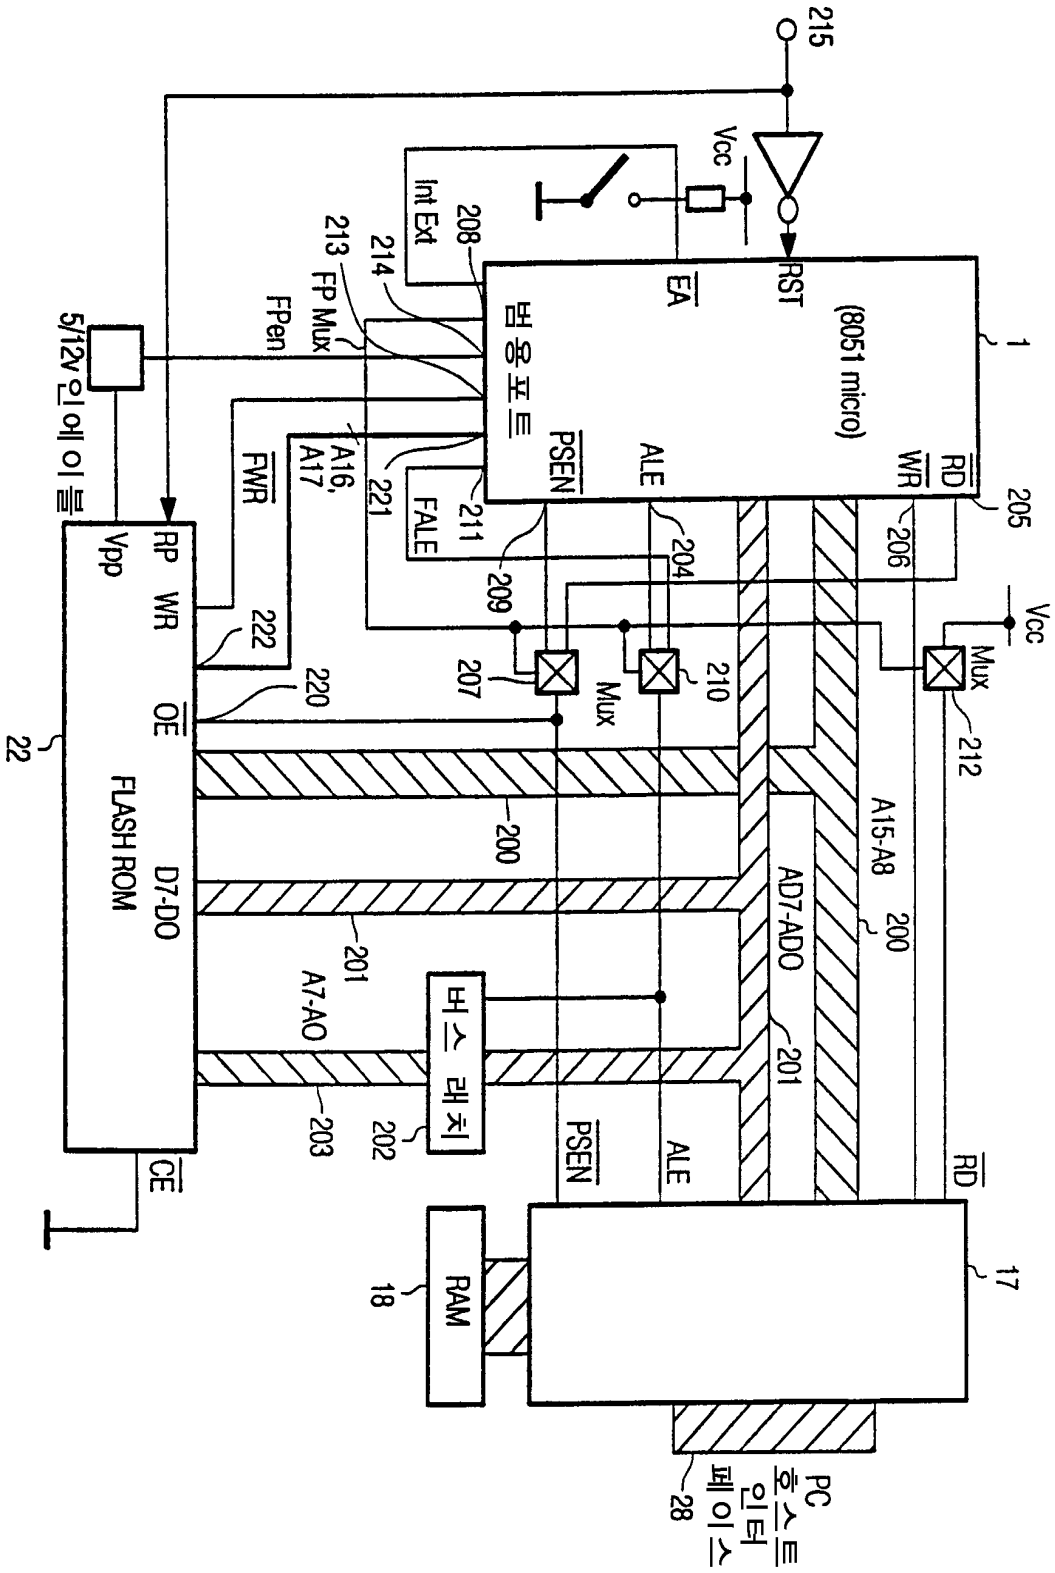 215
Vcc
RST
EA
(8051 micro)
1
Int Ext
208
214
213
FP Mux
FPen
범용포트
5/12v인에이블
PSEN
ALE
WR
RD
205
206
204
209
211
FALE
221
A16,
A17
FWR
Vcc
Mux
212
210
Mux
207
222
220
RP
Vpp
WR
OE
FLASH ROM
D7-DO
CE
22
200
201
A15-A8
200
AD7-ADO
201
A7-AO
203
버스 래치
202
PSEN
ALE
RD
17
RAM
18
28
PC
호스트
인터
페이스